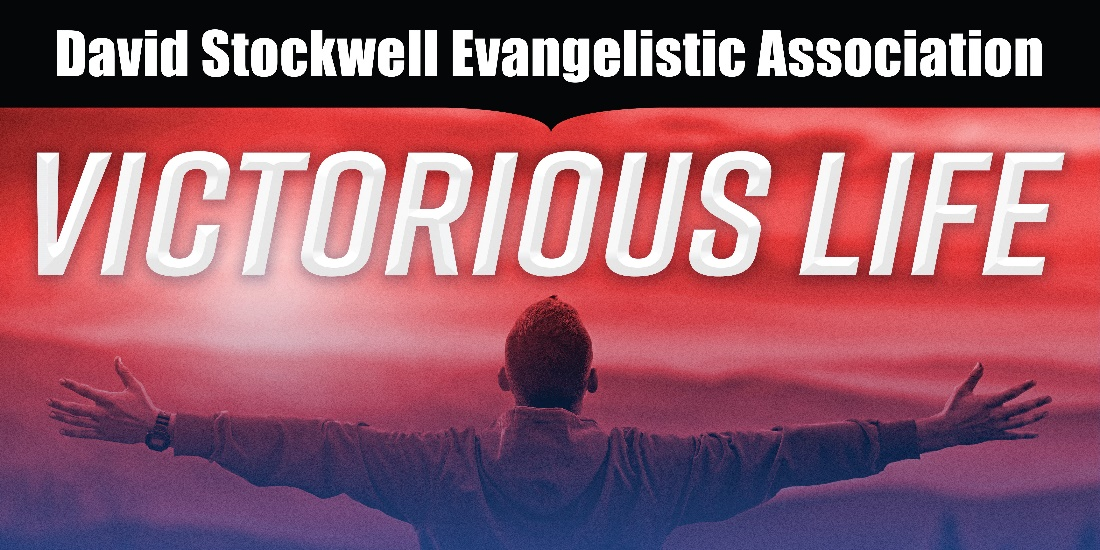 David Stockwell Evangelistic Association
VICTORIOUS LIFE